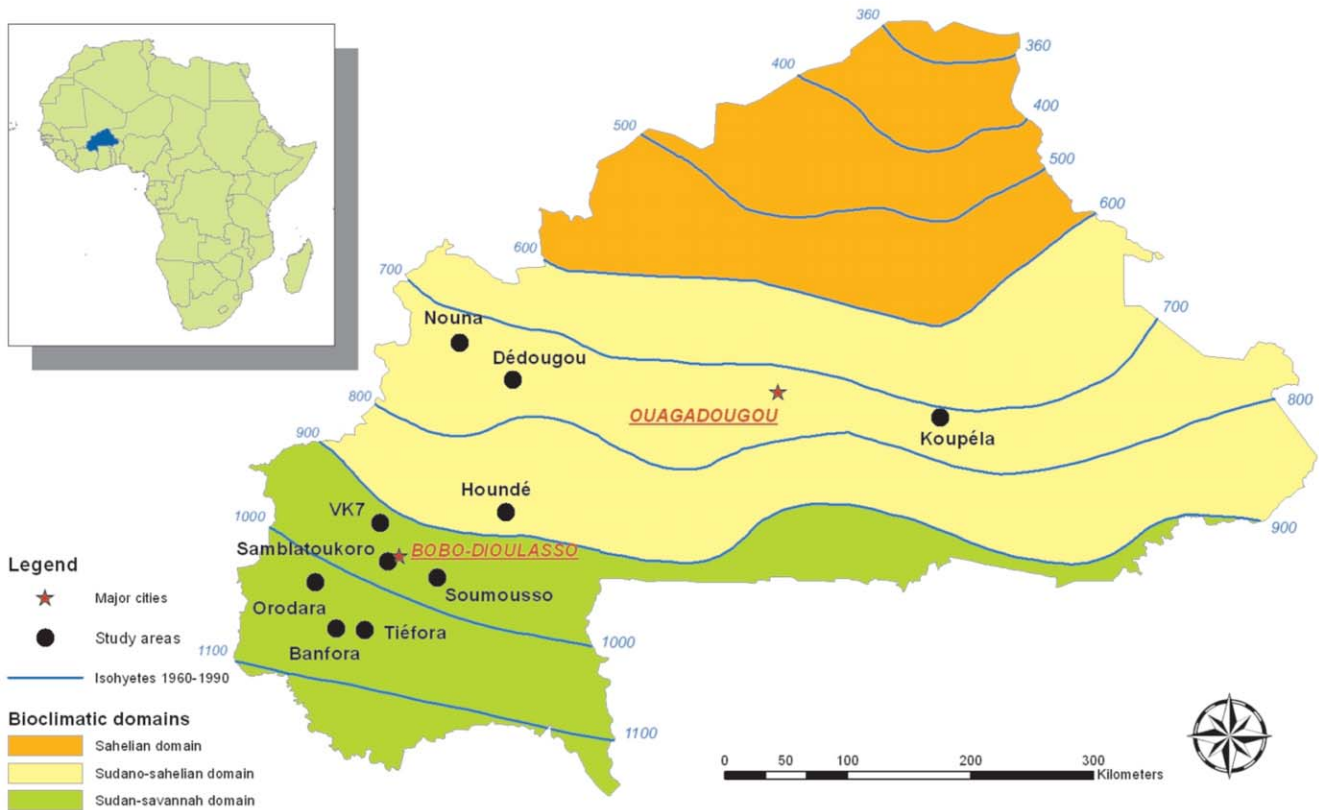 360
360
400
400
500
500
600
600
700
700
Nouna
Dédougou
OUAGADOUGOU
Koupéla
800
800
900
900
Houndé
VK7
1000
Samblatoukoro
BOBO-DIOULASSO
Soumousso
Orodara
Tiéfora
Banfora
1000
1100
1100
Legend
Major cities
Study areas
Isohyetes 1960-1990
Bioclimatic domains
Sahelian domain
Sudano-sahelian domain
Sudan-savannah domain
0 50 100 200 300
Kilometers